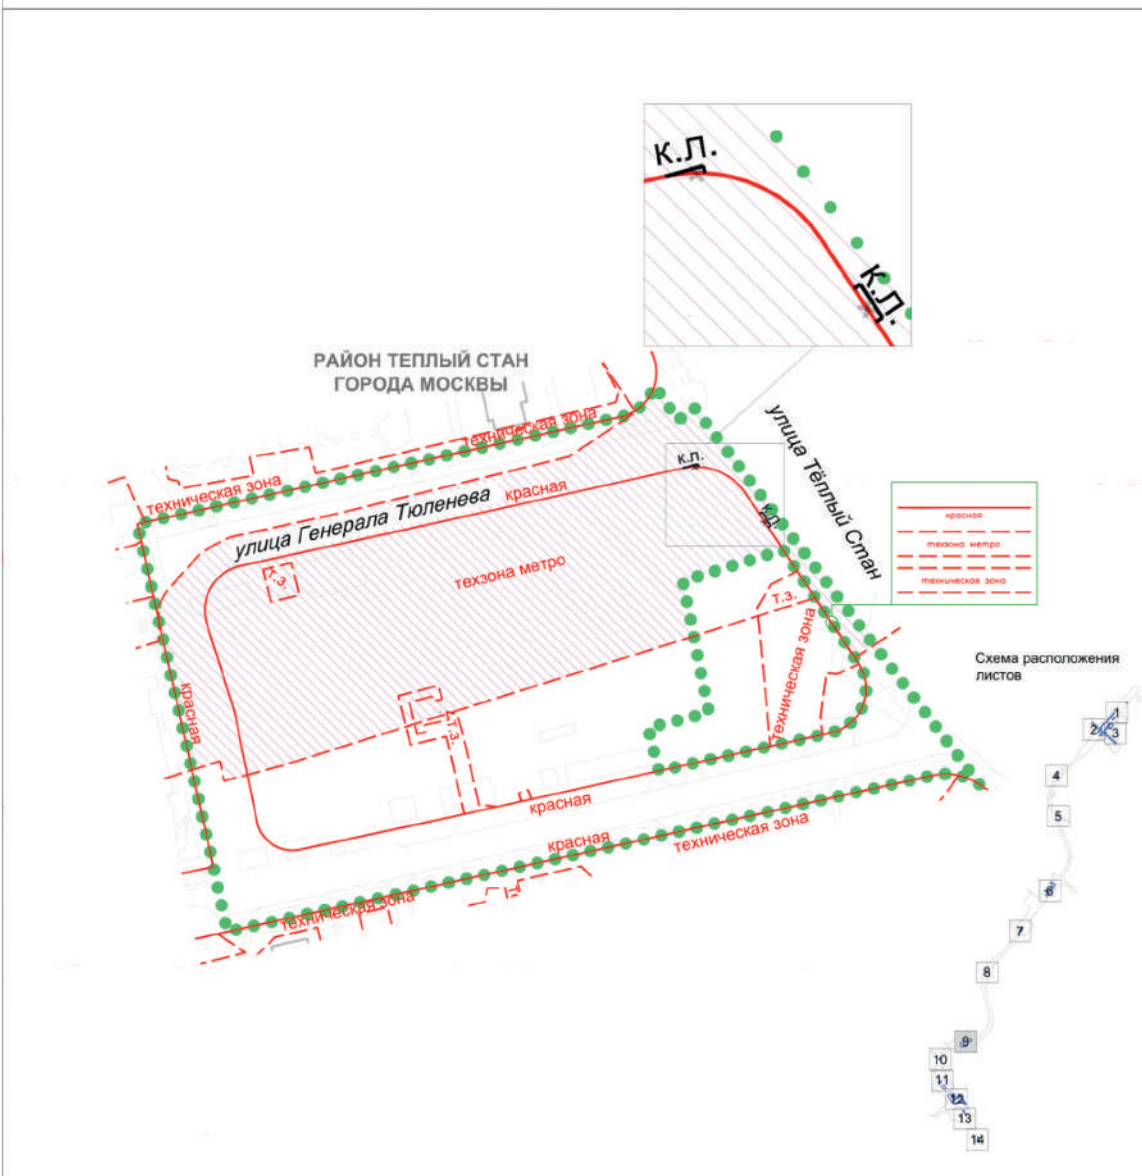 К.Л.
К.Л.
РАЙОН ТЕПЛЫЙ СТАН
ГОРОДА МОСКВЫ
техническая зона
техническая зона
улица Тёплый Стан
к.л.
к.л.
красная
улица Генерала Тюленева
техзона метро
т.з.
т.з.
техническая зона
красная
техзона метро
техническая зона
красная
т.з.
красная
красная
техническая зона
техническая зона
Схема расположения
листов
1
2
3
4
5
6
7
8
9
10
11
12
13
14